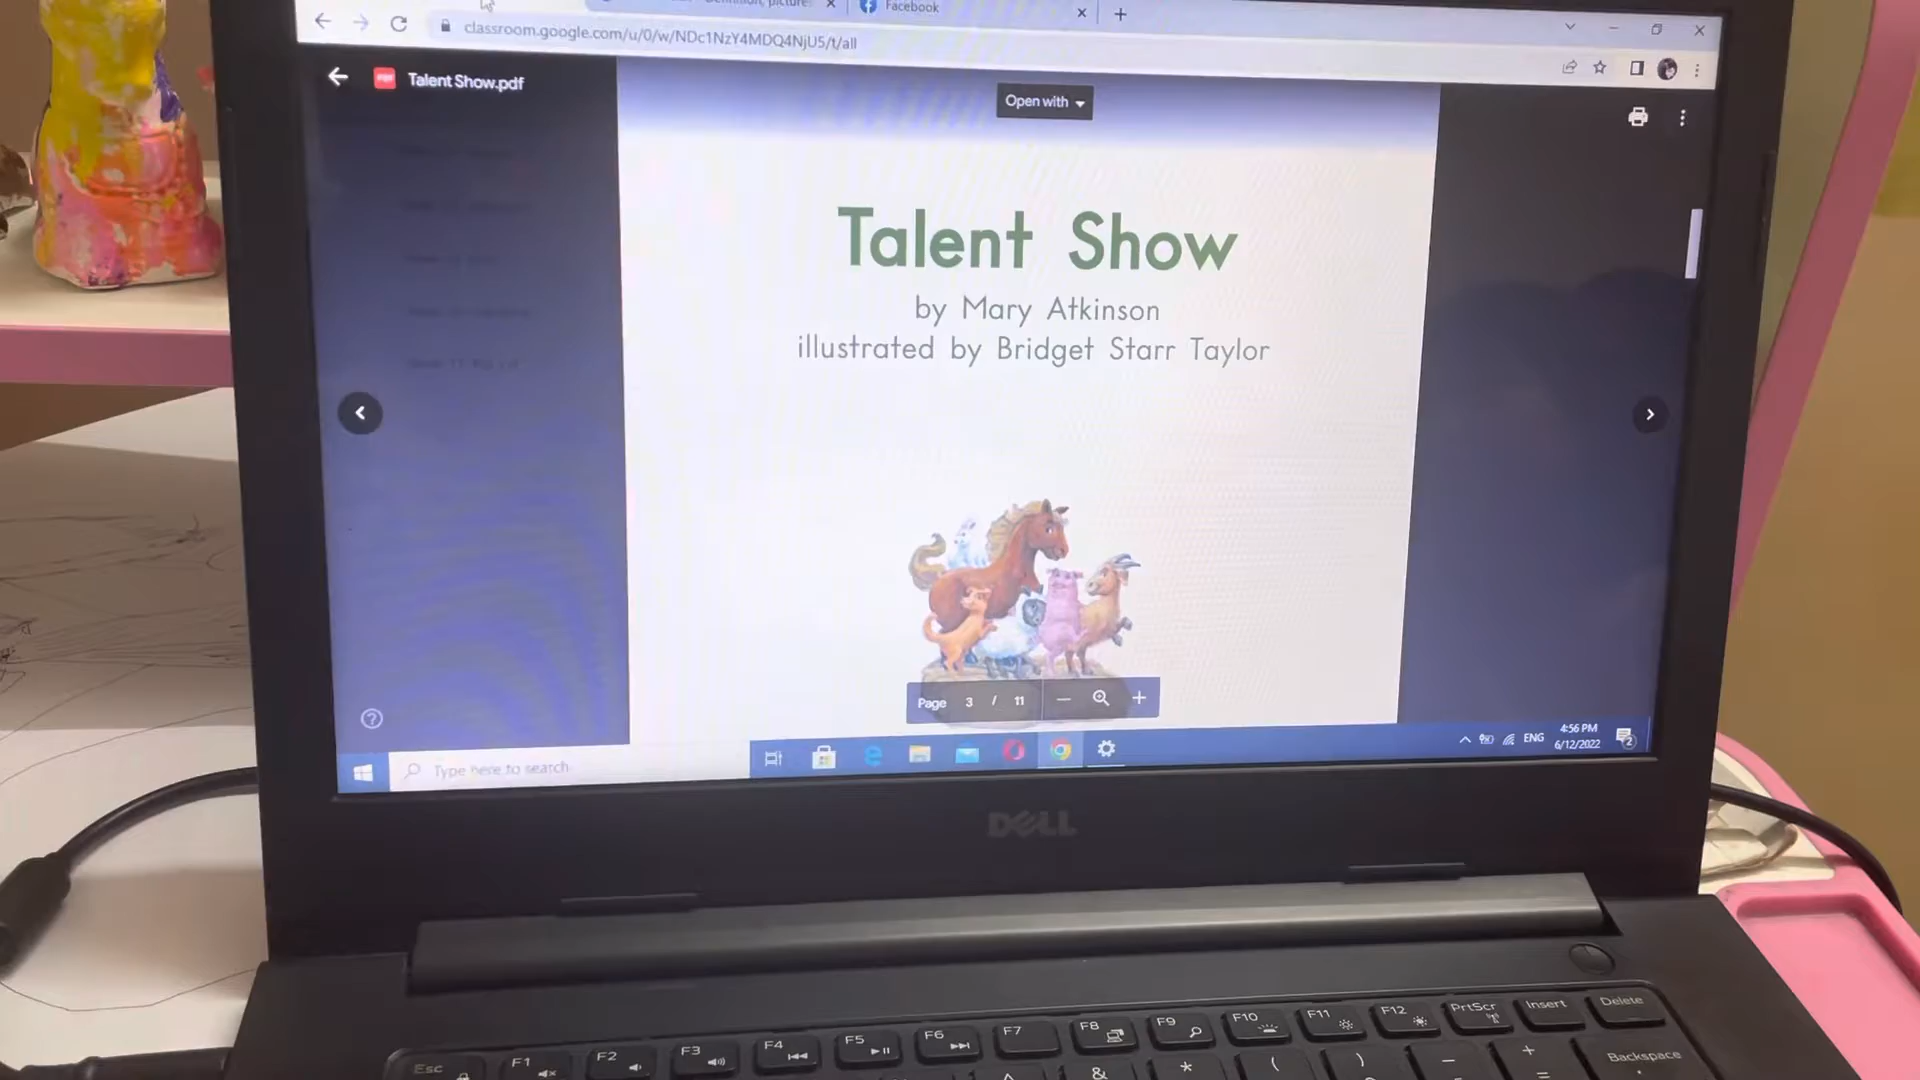 Facebook
classroom.google.com/u/0/w/NDc1NzY4MDQ4NjU5/t/all
Talent Show.pdf
Open with
Talent Show
by Mary Atkinson
illustrated by Bridget Starr Taylor
Page 3 / 11
Type here to search
ENG
4:56 PM
6/12/2022
2
DELL
Esc F1 F2 F3 F4 F5 F6 F7 F8 F9 F10 F11 F12 PrtScr Insert Delete
& * ( ) Backspace